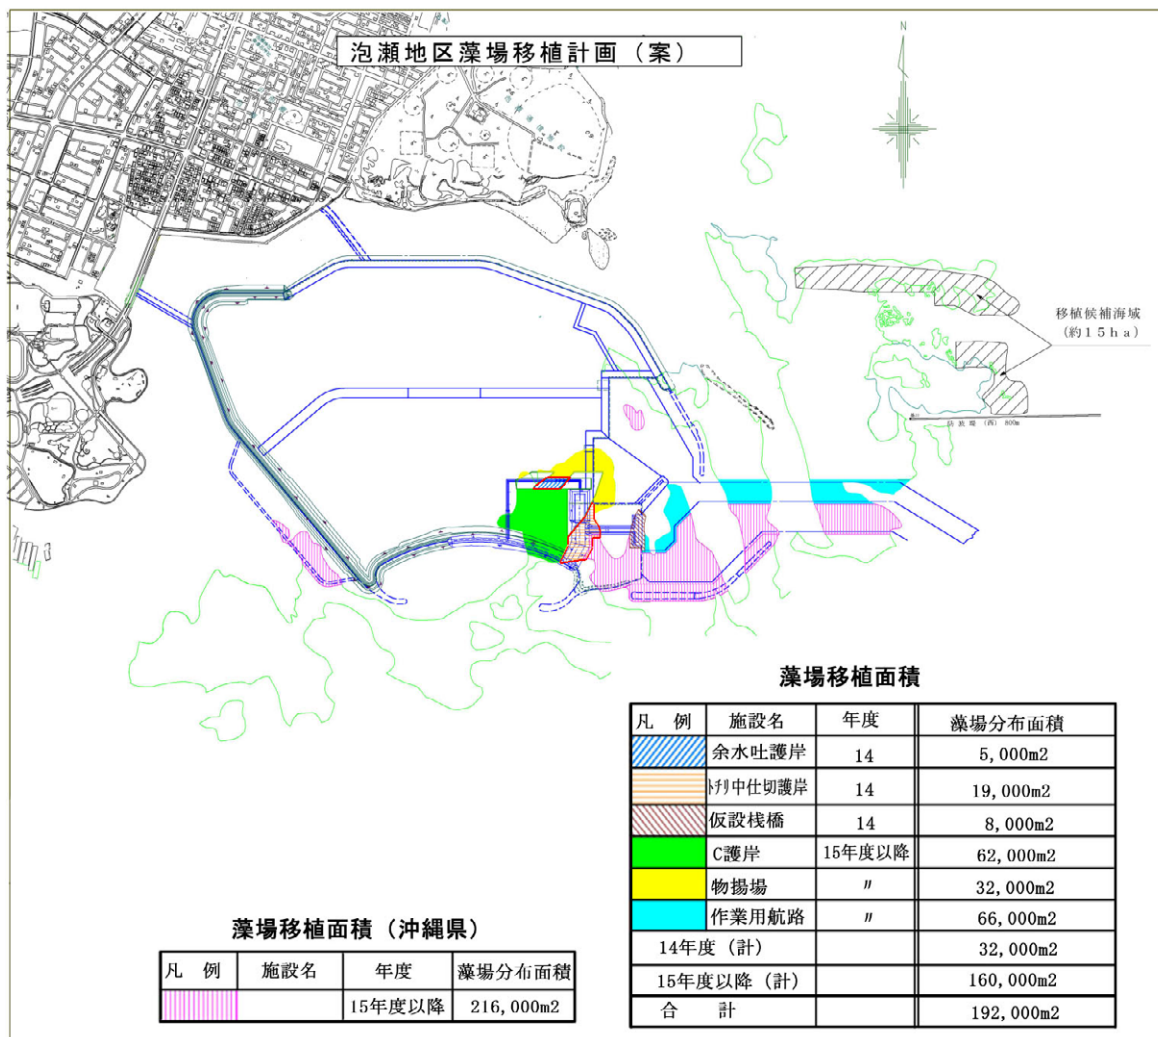 泡瀬地区藻場移植計画（案）
N
移植候補海域
(約１５ｈａ)
防波堤 (西) 800m
藻場移植面積
凡 例 施設名 年度 藻場分布面積
余水吐護岸 14 5,000m2
ﾄﾁﾘ中仕切護岸 14 19,000m2
仮設桟橋 14 8,000m2
C護岸 15年度以降 62,000m2
物揚場 〃 32,000m2
作業用航路 〃 66,000m2
14年度 (計) 32,000m2
15年度以降 (計) 160,000m2
合 計 192,000m2
藻場移植面積（沖縄県）
凡 例 施設名 年度 藻場分布面積
15年度以降 216,000m2